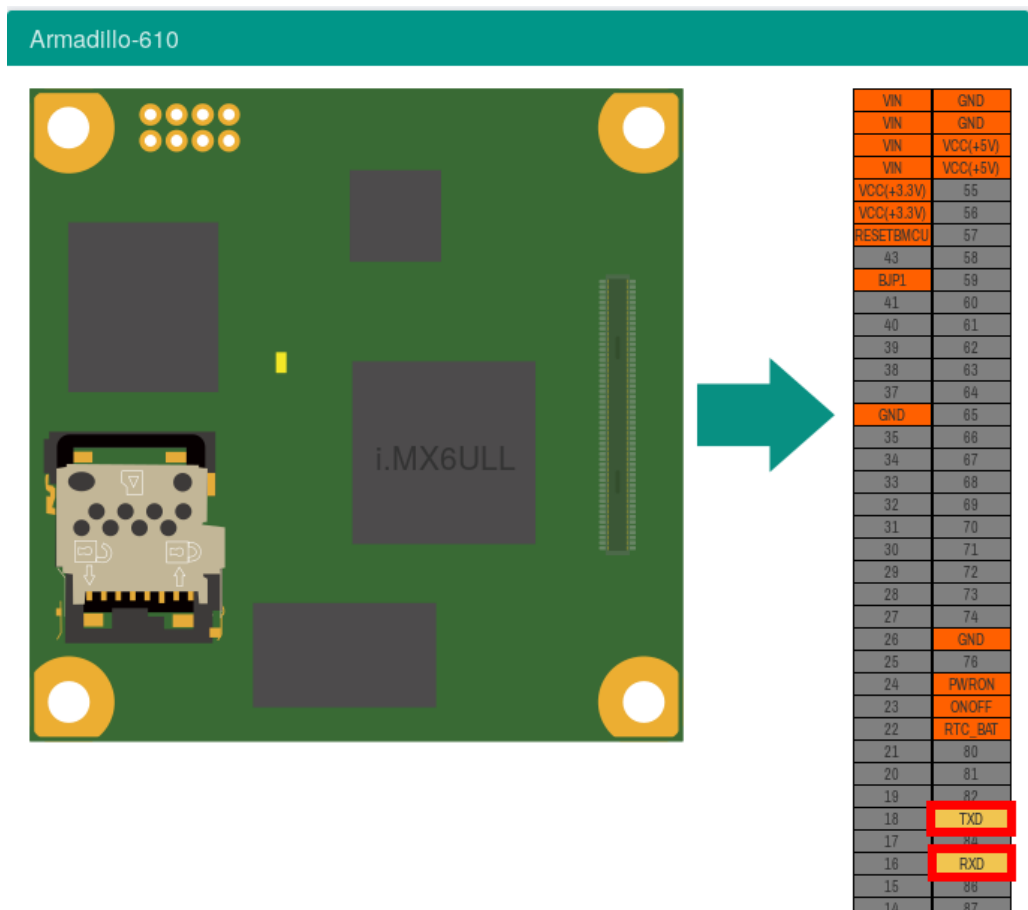 Armadillo-610
i.MX6ULL
VIN GND
VIN GND
VIN VCC(+5V)
VIN VCC(+5V)
VCC(+3.3V) 55
VCC(+3.3V) 56
RESETBMCU 57
43 58
BJP1 59
41 60
40 61
39 62
38 63
37 64
GND 65
35 66
34 67
33 68
32 69
31 70
30 71
29 72
28 73
27 74
26 GND
25 76
24 PWRON
23 ONOFF
22 RTC_BAT
21 80
20 81
19 82
18 TXD
17 84
16 RXD
15 86
14 87